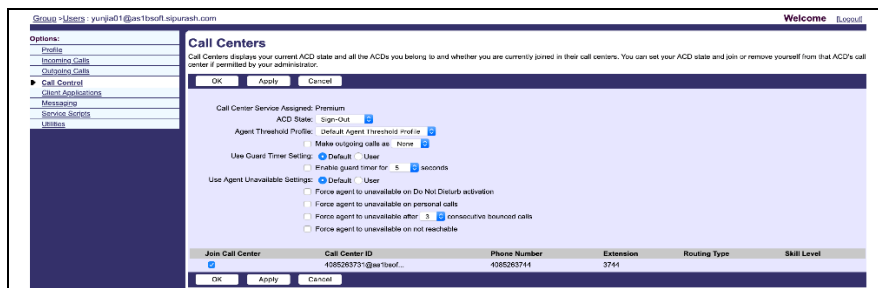 Group >Users : yunjia01@as1bsoft.sipurash.com
Welcome [Logout]
Options:
Profile
Incoming Calls
Outgoing Calls
Call Control
Client Applications
Messaging
Service Scripts
Utilities
Call Centers
Call Centers displays your current ACD state and all the ACDs you belong to and whether you are currently joined in their call centers. You can set your ACD state and join or remove yourself from that ACD's call
center if permitted by your administrator.
OK Apply Cancel
Call Center Service Assigned: Premium
ACD State: Sign-Out
Agent Threshold Profile: Default Agent Threshold Profile
Make outgoing calls as None
Use Guard Timer Setting: Default User
Enable guard timer for 5 seconds
Use Agent Unavailable Settings: Default User
Force agent to unavailable on Do Not Disturb activation
Force agent to unavailable on personal calls
Force agent to unavailable after 3 consecutive bounced calls
Force agent to unavailable on not reachable
Join Call Center Call Center ID Phone Number Extension Routing Type Skill Level
4085263731@as1bsof... 4085263744 3744
OK Apply Cancel